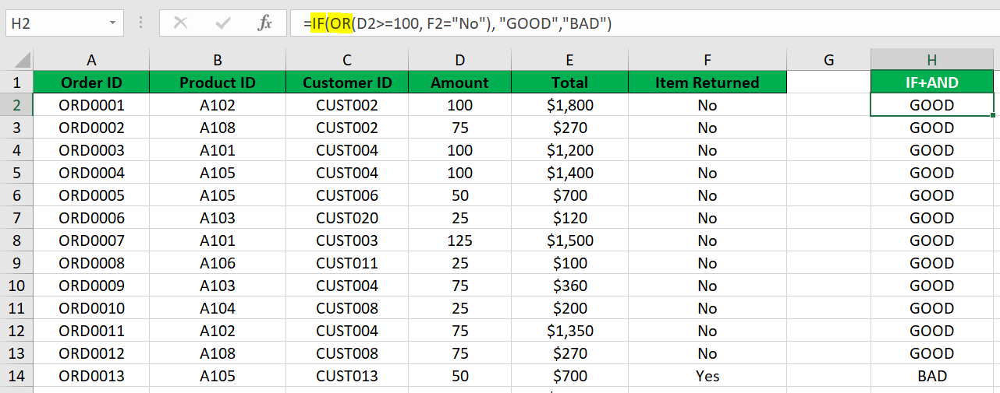 H2 fx =IF(OR(D2>=100, F2="No"), "GOOD","BAD")
A B C D E F G H
1 Order ID Product ID Customer ID Amount Total Item Returned IF+AND
2 ORD0001 A102 CUST002 100 $1,800 No GOOD
3 ORD0002 A108 CUST002 75 $270 No GOOD
4 ORD0003 A101 CUST004 100 $1,200 No GOOD
5 ORD0004 A105 CUST004 100 $1,400 No GOOD
6 ORD0005 A105 CUST006 50 $700 No GOOD
7 ORD0006 A103 CUST020 25 $120 No GOOD
8 ORD0007 A101 CUST003 125 $1,500 No GOOD
9 ORD0008 A106 CUST011 25 $100 No GOOD
10 ORD0009 A103 CUST004 75 $360 No GOOD
11 ORD0010 A104 CUST008 25 $200 No GOOD
12 ORD0011 A102 CUST004 75 $1,350 No GOOD
13 ORD0012 A108 CUST008 75 $270 No GOOD
14 ORD0013 A105 CUST013 50 $700 Yes BAD